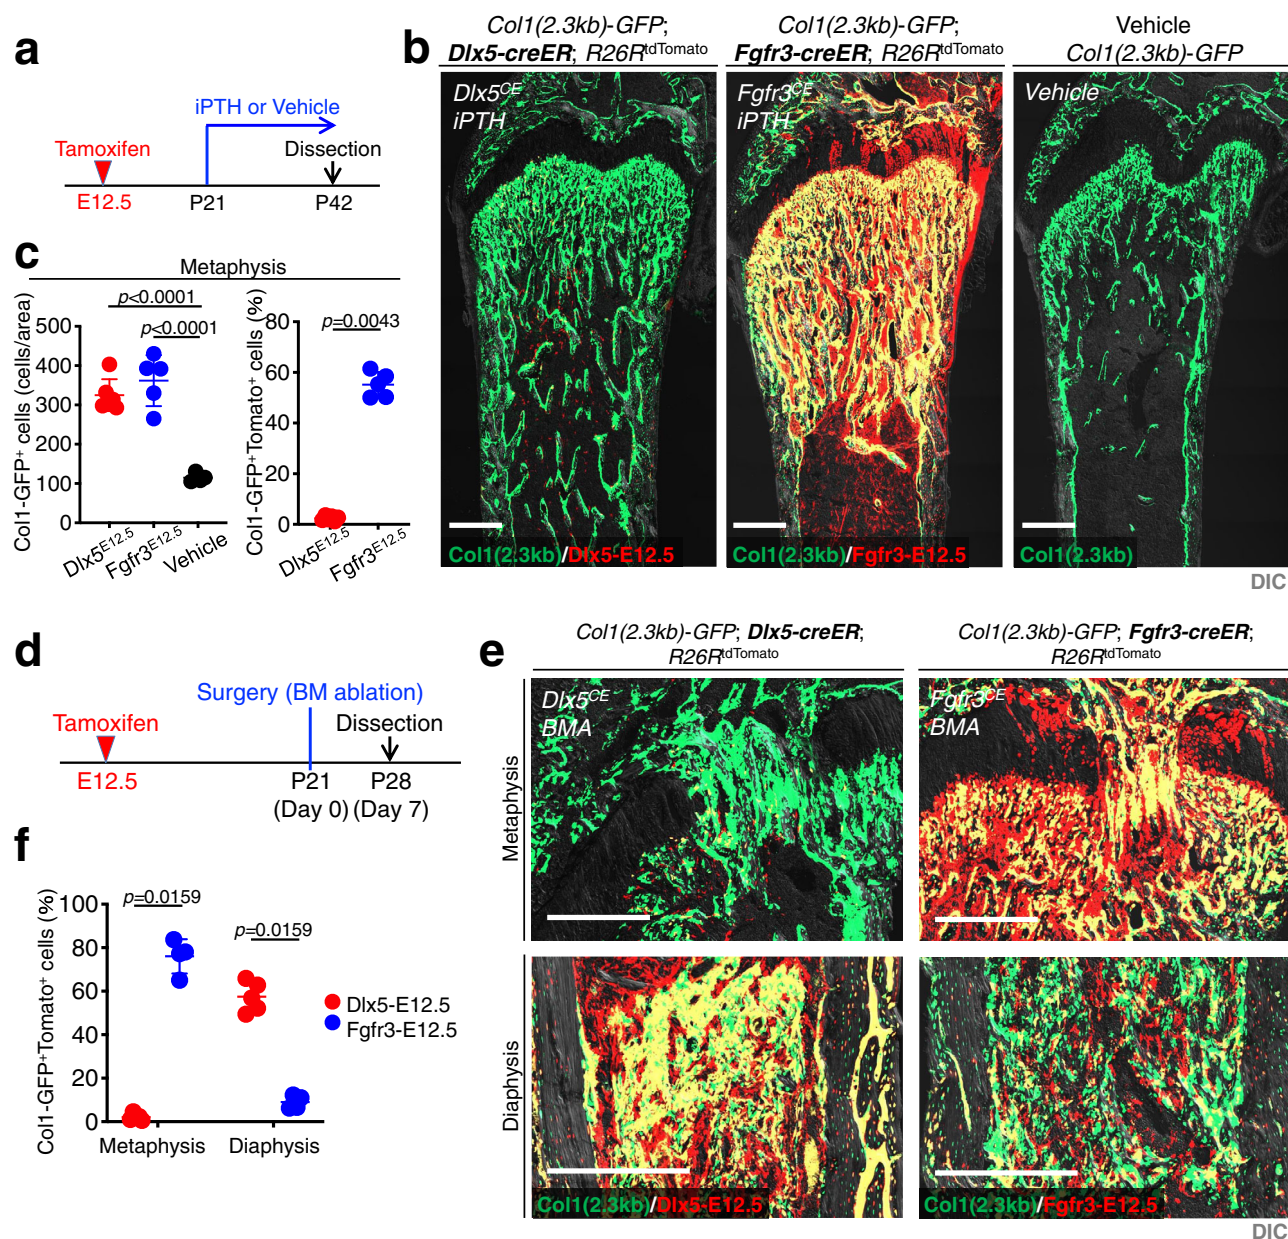 a
iPTH or Vehicle
Tamoxifen
Dissection
E12.5
P21
P42
b
Col1(2.3kb)-GFP;
Dlx5-creER; R26RtdTomato
Col1(2.3kb)-GFP;
Fgfr3-creER; R26RtdTomato
Vehicle
Col1(2.3kb)-GFP
Dlx5CE
iPTH
Fgfr3CE
iPTH
Vehicle
Col1(2.3kb)/Dlx5-E12.5
Col1(2.3kb)/Fgfr3-E12.5
Col1(2.3kb)
DIC
c
Metaphysis
Col1-GFP+ cells (cells/area)
500
400
300
200
100
0
p<0.0001
p<0.0001
Dlx5E12.5
Fgfr3E12.5
Vehicle
Col1-GFP+Tomato+ cells (%)
80
60
40
20
0
p=0.0043
Dlx5E12.5
Fgfr3E12.5
d
Surgery (BM ablation)
Tamoxifen
Dissection
E12.5
P21
P28
(Day 0) (Day 7)
e
Col1(2.3kb)-GFP; Dlx5-creER;
R26RtdTomato
Col1(2.3kb)-GFP; Fgfr3-creER;
R26RtdTomato
Metaphysis
Dlx5CE
BMA
Fgfr3CE
BMA
Diaphysis
Col1(2.3kb)/Dlx5-E12.5
Col1(2.3kb)/Fgfr3-E12.5
DIC
f
Col1-GFP+Tomato+ cells (%)
100
80
60
40
20
0
p=0.0159
p=0.0159
Dlx5-E12.5
Fgfr3-E12.5
Metaphysis
Diaphysis